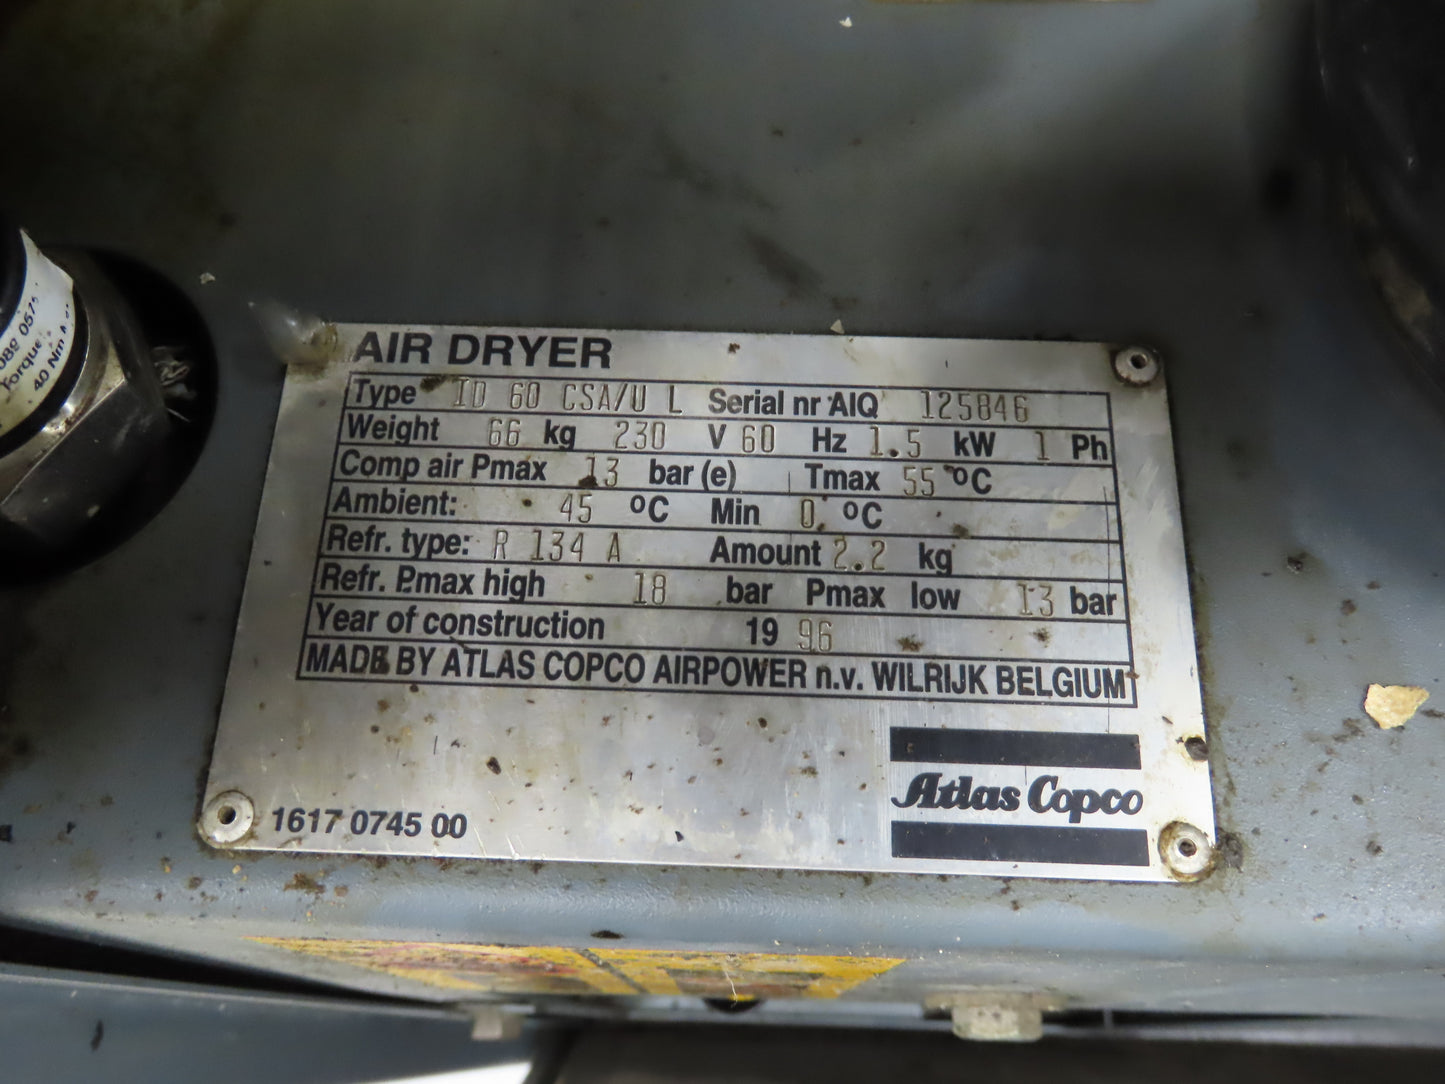 AIR DRYER
Type ID 60 CSA/U L Serial nr AIQ 125846
Weight 66 kg 230 V 60 Hz 1.5 kW 1 Ph
Comp air Pmax 13 bar (e) Tmax 55 °C
Ambient: 45 °C Min 0 °C
Refr. type: R 134 A Amount 2.2 kg
Refr. Pmax high 18 bar Pmax low 13 bar
Year of construction 19 96
MADE BY ATLAS COPCO AIRPOWER n.v. WILRIJK BELGIUM
Atlas Copco
1617 0745 00
Torque
40 Nm